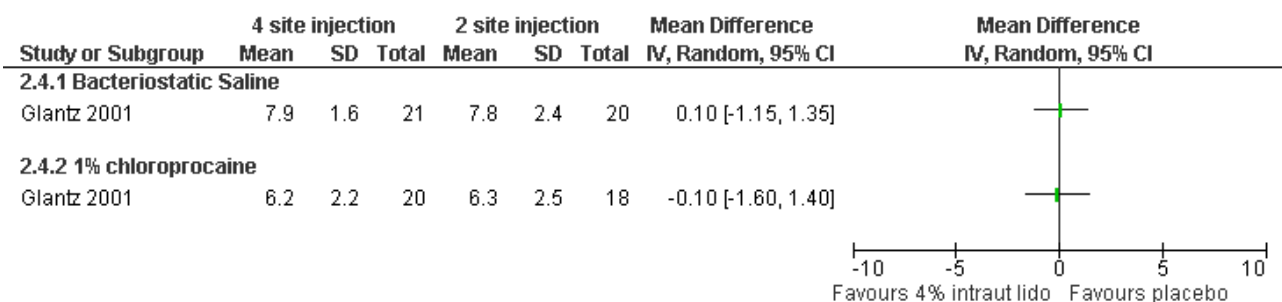 4 site injection 2 site injection Mean Difference Mean Difference
Study or Subgroup Mean SD Total Mean SD Total IV, Random, 95% CI IV, Random, 95% CI
2.4.1 Bacteriostatic Saline
Glantz 2001 7.9 1.6 21 7.8 2.4 20 0.10 [-1.15, 1.35]
2.4.2 1% chloroprocaine
Glantz 2001 6.2 2.2 20 6.3 2.5 18 -0.10 [-1.60, 1.40]
-10 -5 0 5 10
Favours 4% intraut lido Favours placebo